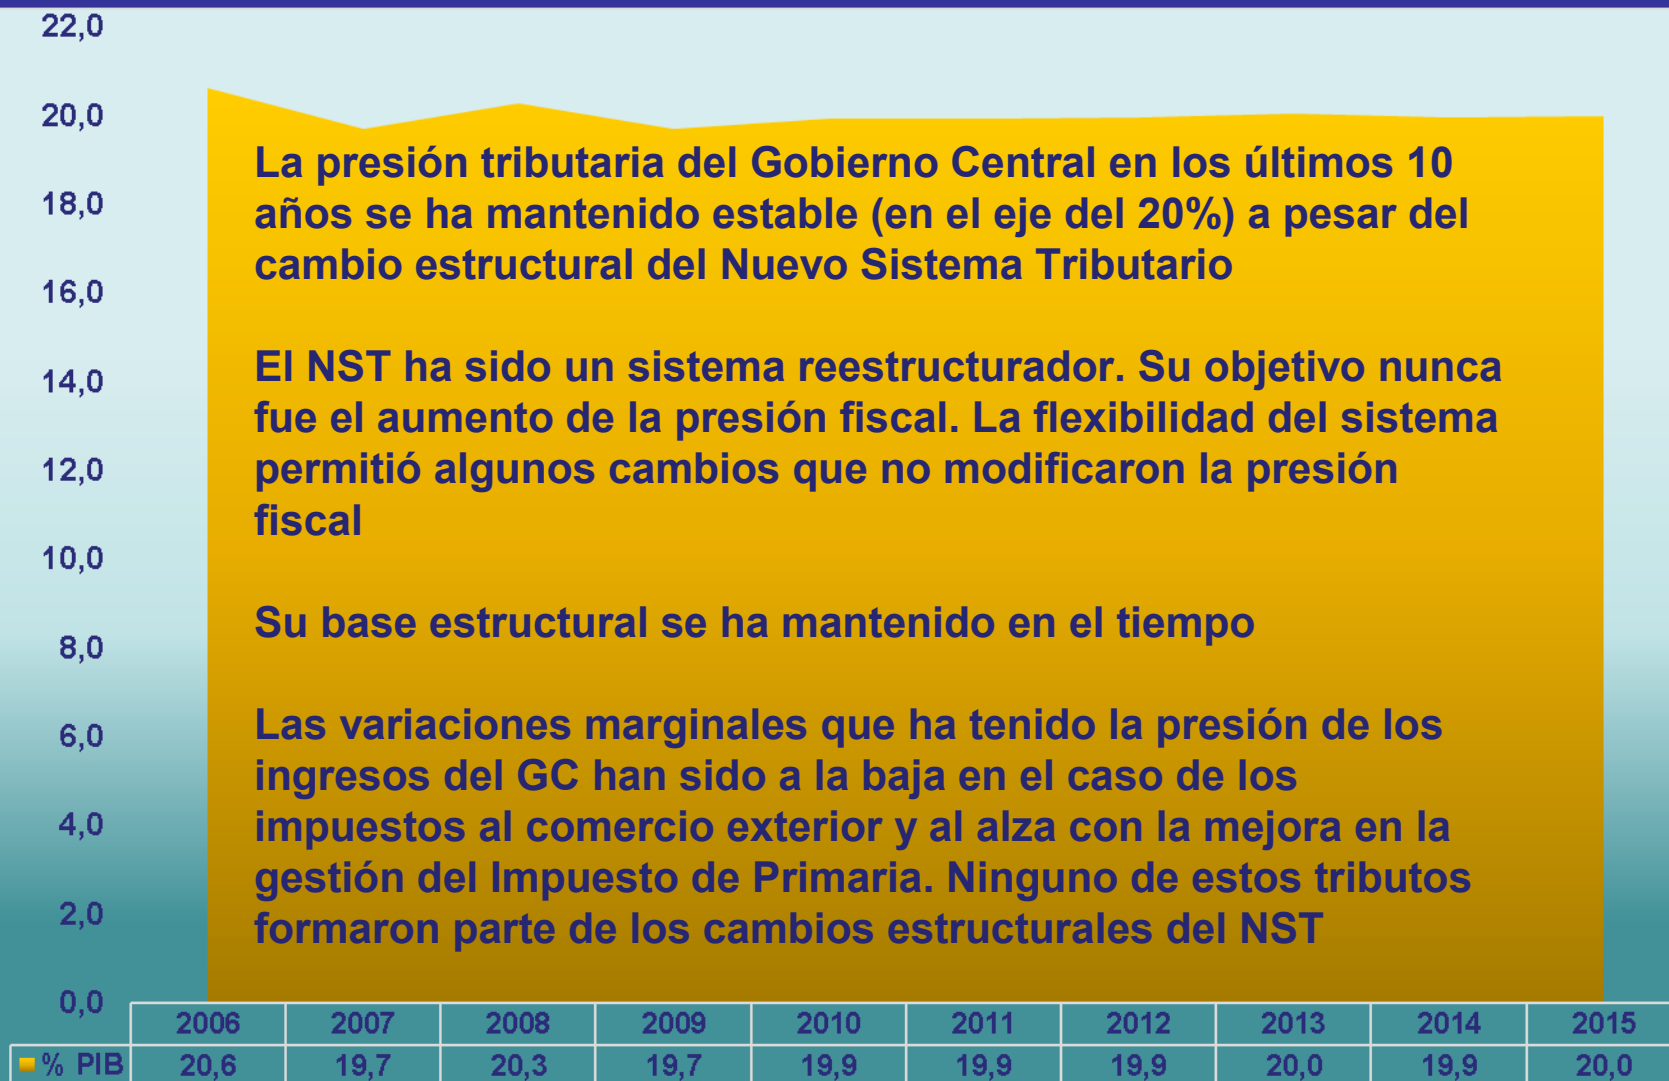 22,0
20,0
18,0
16,0
14,0
12,0
10,0
8,0
6,0
4,0
2,0
0,0
La presión tributaria del Gobierno Central en los últimos 10
años se ha mantenido estable (en el eje del 20%) a pesar del
cambio estructural del Nuevo Sistema Tributario
El NST ha sido un sistema reestructurador. Su objetivo nunca
fue el aumento de la presión fiscal. La flexibilidad del sistema
permitió algunos cambios que no modificaron la presión
fiscal
Su base estructural se ha mantenido en el tiempo
Las variaciones marginales que ha tenido la presión de los
ingresos del GC han sido a la baja en el caso de los
impuestos al comercio exterior y al alza con la mejora en la
gestión del Impuesto de Primaria. Ninguno de estos tributos
formaron parte de los cambios estructurales del NST
2006 2007 2008 2009 2010 2011 2012 2013 2014 2015
% PIB 20,6 19,7 20,3 19,7 19,9 19,9 19,9 20,0 19,9 20,0